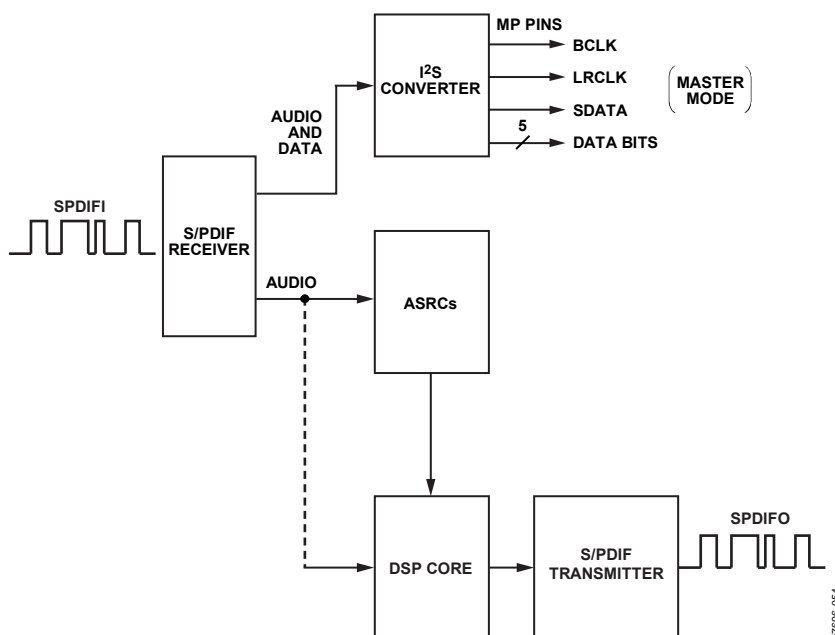 MP PINS
I²S
CONVERTER
BCLK
LRCLK
SDATA
5
DATA BITS
MASTER
MODE
AUDIO
AND
DATA
SPDIFI
S/PDIF
RECEIVER
AUDIO
ASRCs
DSP CORE
S/PDIF
TRANSMITTER
SPDIFO